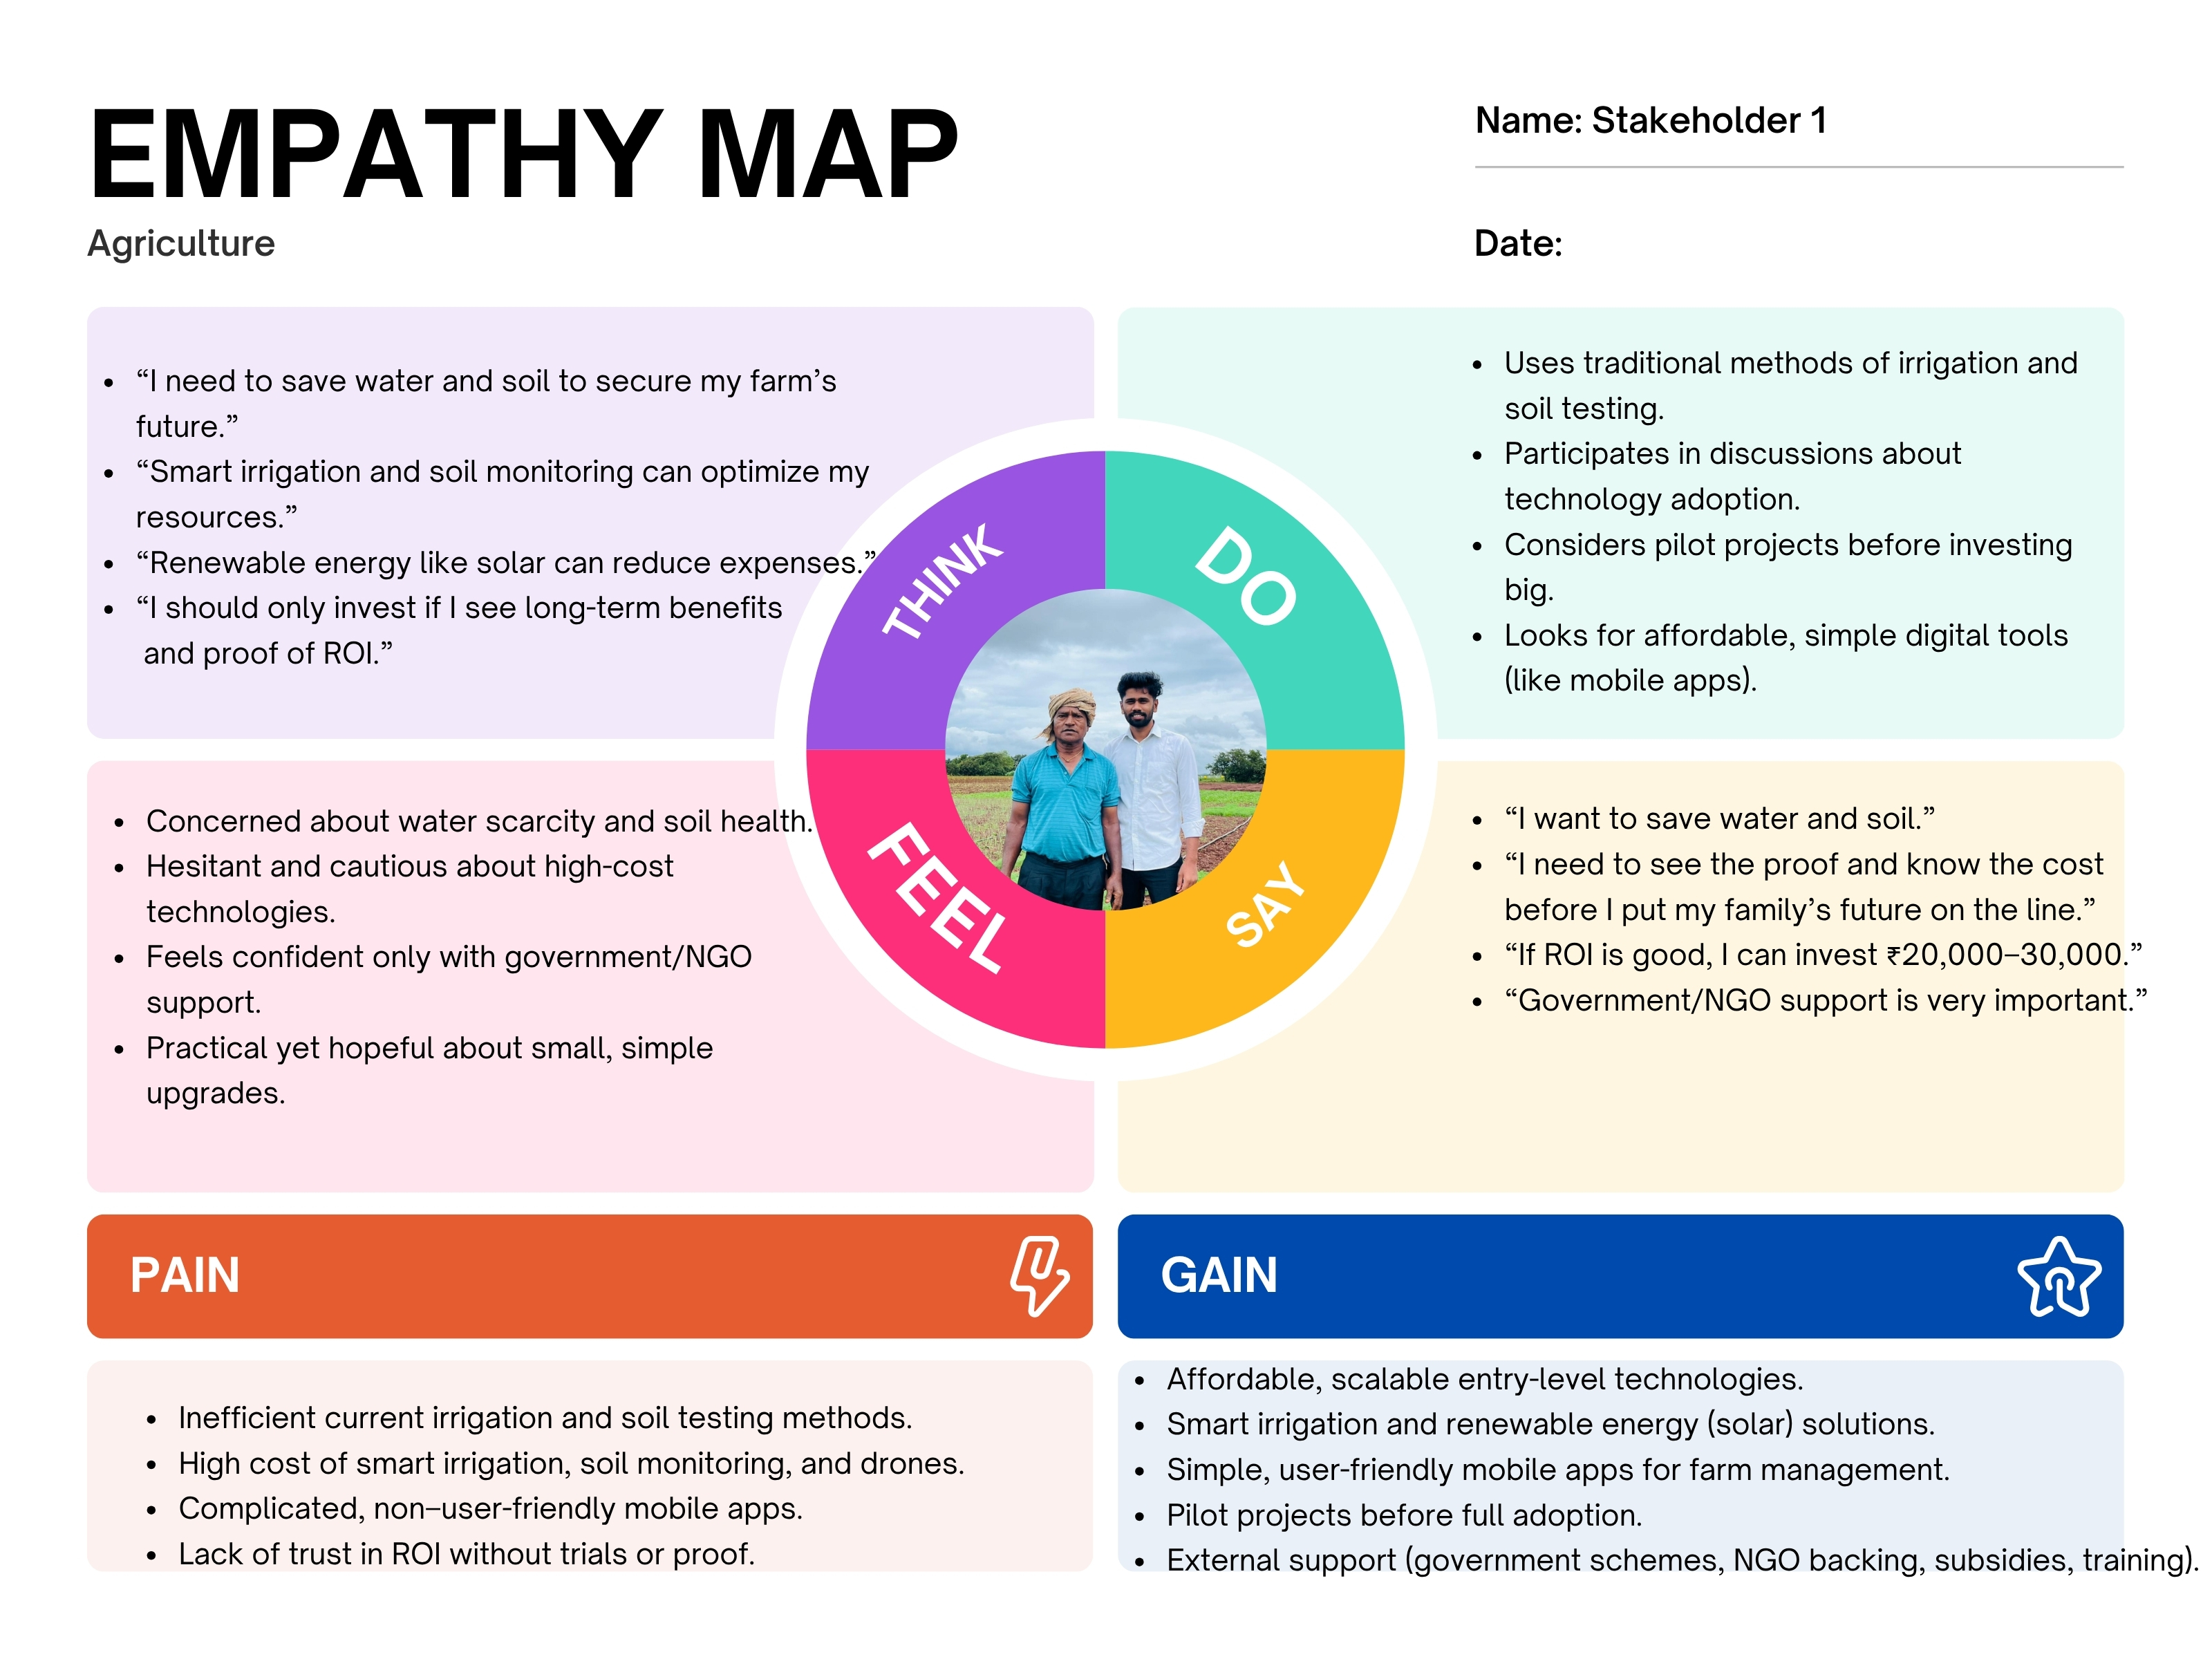 EMPATHY MAP
Agriculture
Name: Stakeholder 1
Date:
• “I need to save water and soil to secure my farm’s
future.”
• “Smart irrigation and soil monitoring can optimize my
resources.”
• “Renewable energy like solar can reduce expenses.”
• “I should only invest if I see long-term benefits
and proof of ROI.”
THINK
DO
• Uses traditional methods of irrigation and
soil testing.
• Participates in discussions about
technology adoption.
• Considers pilot projects before investing
big.
• Looks for affordable, simple digital tools
(like mobile apps).
• Concerned about water scarcity and soil health.
• Hesitant and cautious about high-cost
technologies.
• Feels confident only with government/NGO
support.
• Practical yet hopeful about small, simple
upgrades.
FEEL
SAY
• “I want to save water and soil.”
• “I need to see the proof and know the cost
before I put my family’s future on the line.”
• “If ROI is good, I can invest ₹20,000–30,000.”
• “Government/NGO support is very important.”
PAIN
• Inefficient current irrigation and soil testing methods.
• High cost of smart irrigation, soil monitoring, and drones.
• Complicated, non–user-friendly mobile apps.
• Lack of trust in ROI without trials or proof.
GAIN
• Affordable, scalable entry-level technologies.
• Smart irrigation and renewable energy (solar) solutions.
• Simple, user-friendly mobile apps for farm management.
• Pilot projects before full adoption.
• External support (government schemes, NGO backing, subsidies, training).